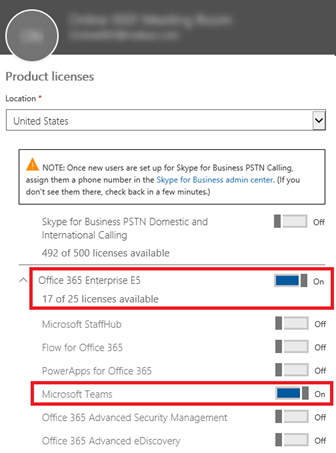 Product licenses
Location *
United States
NOTE: Once new users are set up for Skype for Business PSTN Calling,
assign them a phone number in the Skype for Business admin center. (If you
don't see them there, check back in a few minutes.)
Skype for Business PSTN Domestic and Off
International Calling
492 of 500 licenses available
Office 365 Enterprise E5 On
17 of 25 licenses available
Microsoft StaffHub Off
Flow for Office 365 Off
PowerApps for Office 365 Off
Microsoft Teams On
Office 365 Advanced Security Management Off
Office 365 Advanced eDiscovery Off